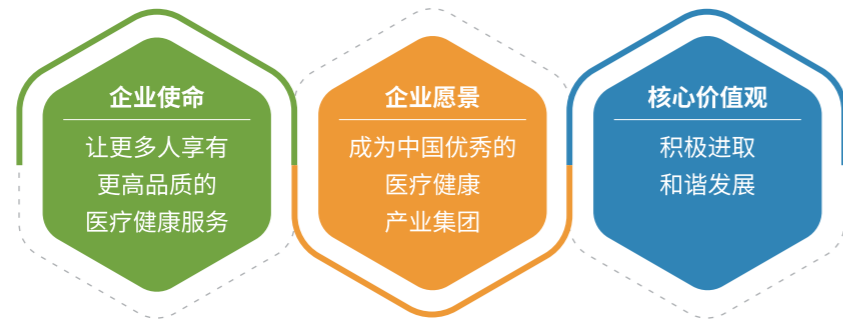 企业使命
让更多人享有
更高品质的
医疗健康服务
企业愿景
成为中国优秀的
医疗健康
产业集团
核心价值观
积极进取
和谐发展